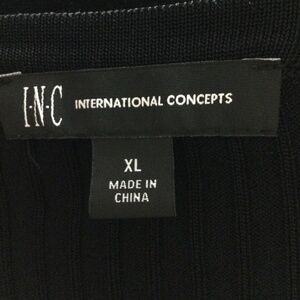 I·N·C INTERNATIONAL CONCEPTS
XL
MADE IN
CHINA